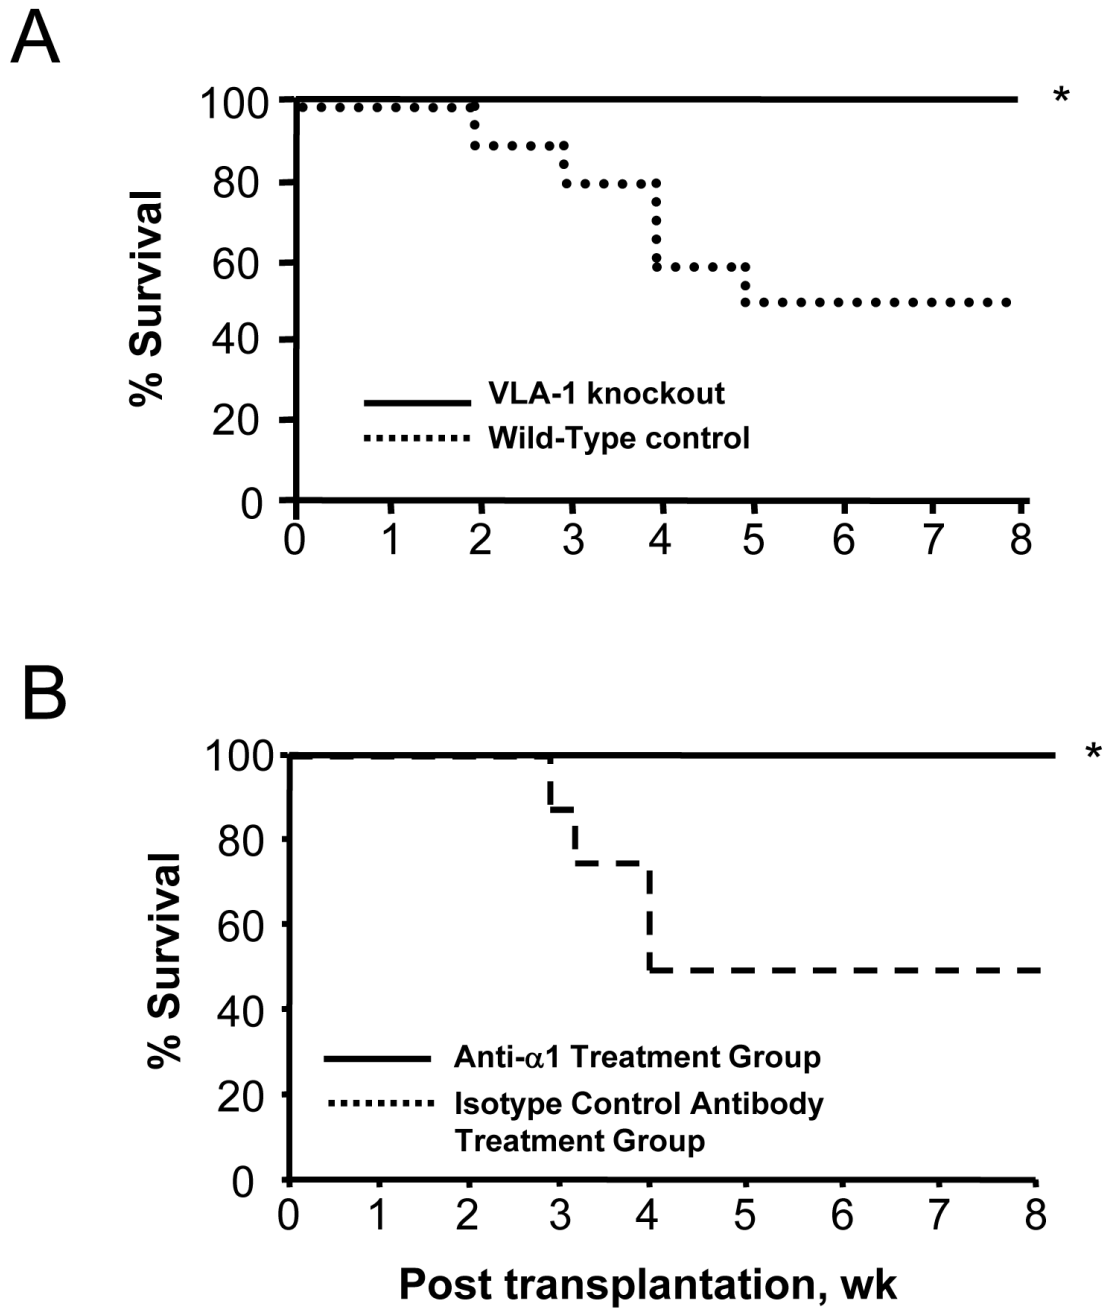 A
*
100
80
60
40
20
0
% Survival
VLA-1 knockout
Wild-Type control
0 1 2 3 4 5 6 7 8
B
*
100
80
60
40
20
0
% Survival
Anti-α1 Treatment Group
Isotype Control Antibody
Treatment Group
0 1 2 3 4 5 6 7 8
Post transplantation, wk